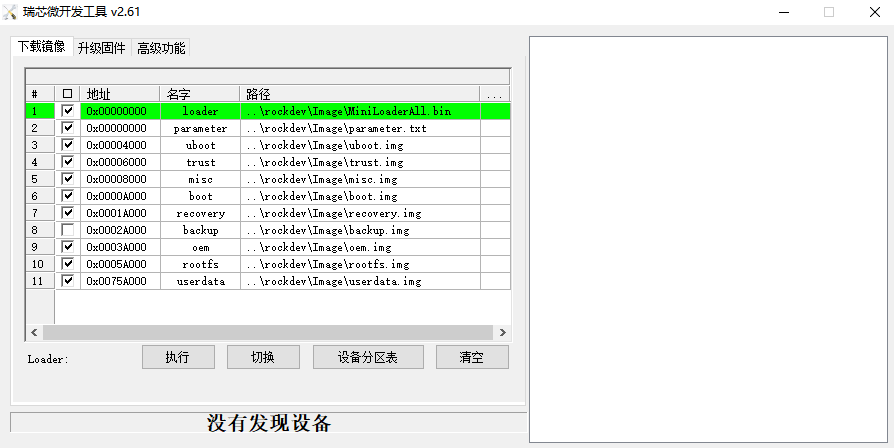 瑞芯微开发工具 v2.61
下载镜像 升级固件 高级功能
# 地址 名字 路径 ...
1 0x00000000 loader ..\rockdev\Image\MiniLoaderAll.bin
2 0x00000000 parameter ..\rockdev\Image\parameter.txt
3 0x00004000 uboot ..\rockdev\Image\uboot.img
4 0x00006000 trust ..\rockdev\Image\trust.img
5 0x00008000 misc ..\rockdev\Image\misc.img
6 0x0000A000 boot ..\rockdev\Image\boot.img
7 0x0001A000 recovery ..\rockdev\Image\recovery.img
8 0x0002A000 backup ..\rockdev\Image\backup.img
9 0x0003A000 oem ..\rockdev\Image\oem.img
10 0x0005A000 rootfs ..\rockdev\Image\rootfs.img
11 0x0075A000 userdata ..\rockdev\Image\userdata.img
Loader: 执行 切换 设备分区表 清空
没有发现设备